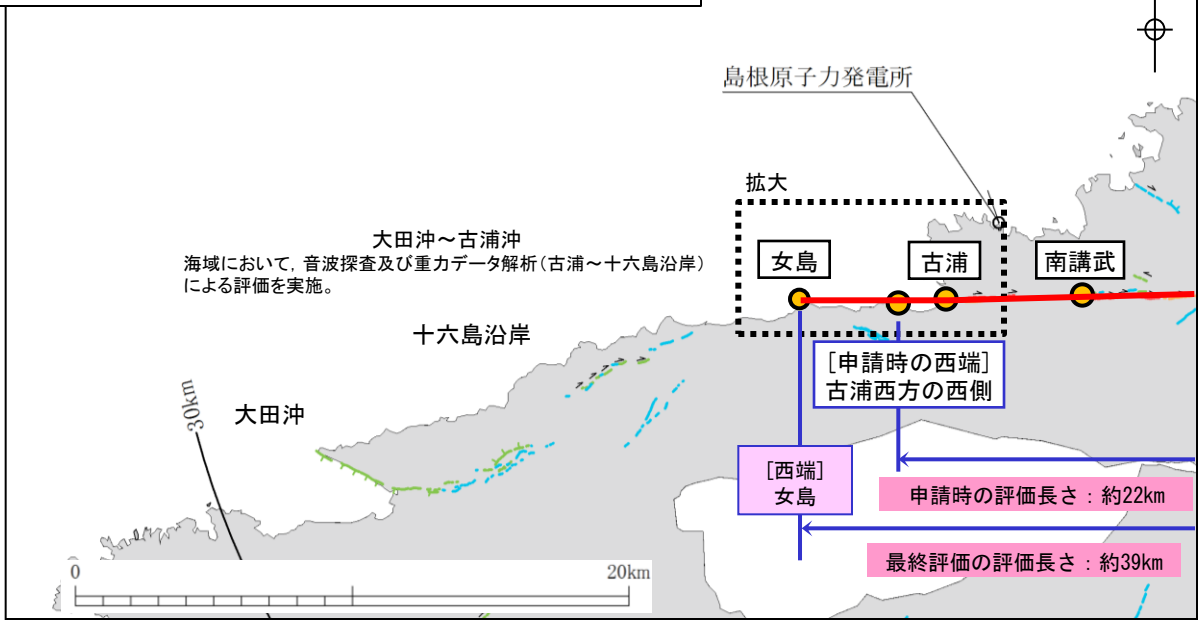 島根原子力発電所
拡大
大田沖～古浦沖
海域において，音波探査及び重力データ解析（古浦～十六島沿岸）
による評価を実施。
女島
古浦
南講武
十六島沿岸
[申請時の西端]
古浦西方の西側
30km
大田沖
[西端]
女島
申請時の評価長さ：約22km
最終評価の評価長さ：約39km
0
20km